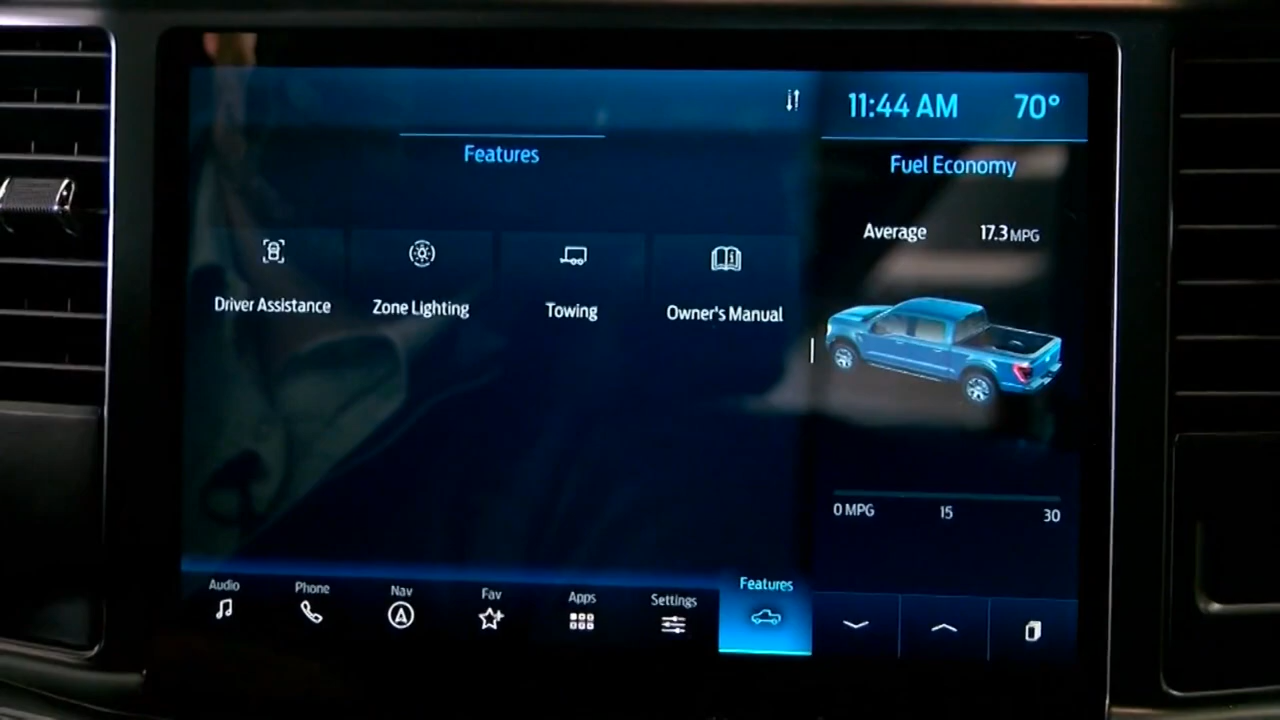 11:44 AM 70°
Features
Fuel Economy
Average 17.3 MPG
Driver Assistance
Zone Lighting
Towing
Owner's Manual
0 MPG 15 30
Audio
Phone
Nav
Fav
Apps
Settings
Features